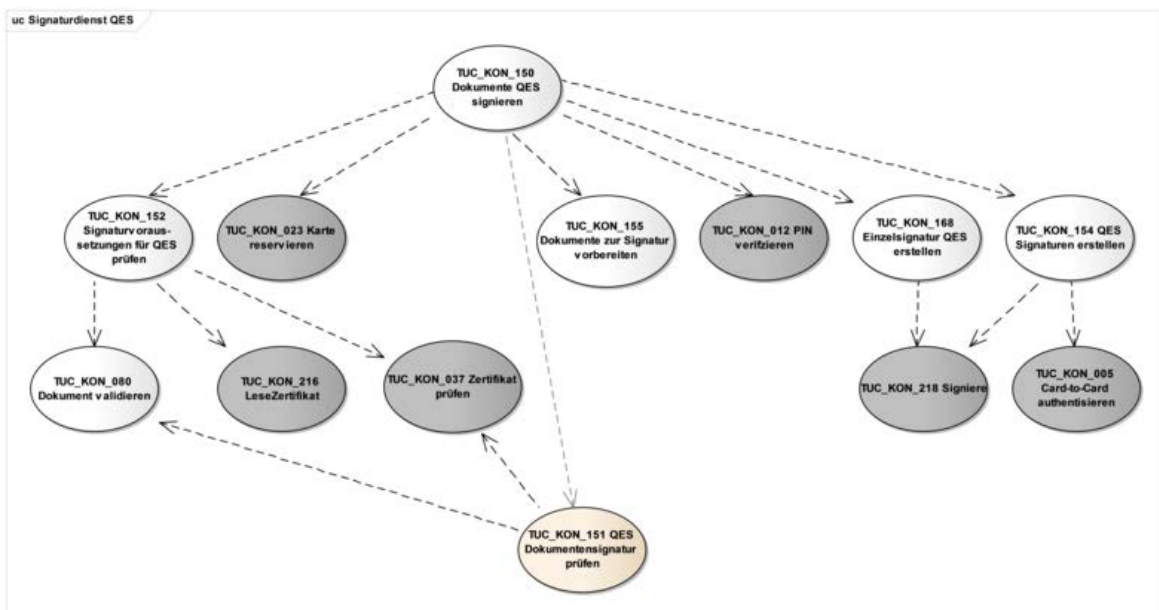 uc Signaturdienst QES
TUC_KON_150
Dokumente QES
signieren
TUC_KON_152
Signaturvoraus-
setzungen für QES
prüfen
TUC_KON_023 Karte
reservieren
TUC_KON_155
Dokumente zur Signatur
vorbereiten
TUC_KON_012 PIN
verifzieren
TUC_KON_168
Einzelsignatur QES
erstellen
TUC_KON_154 QES
Signaturen erstellen
TUC_KON_080
Dokument validieren
TUC_KON_216
LeseZertifikat
TUC_KON_037 Zertifikat
prüfen
TUC_KON_218 Signiere
TUC_KON_005
Card-to-Card
authentisieren
TUC_KON_151 QES
Dokumentensignatur
prüfen